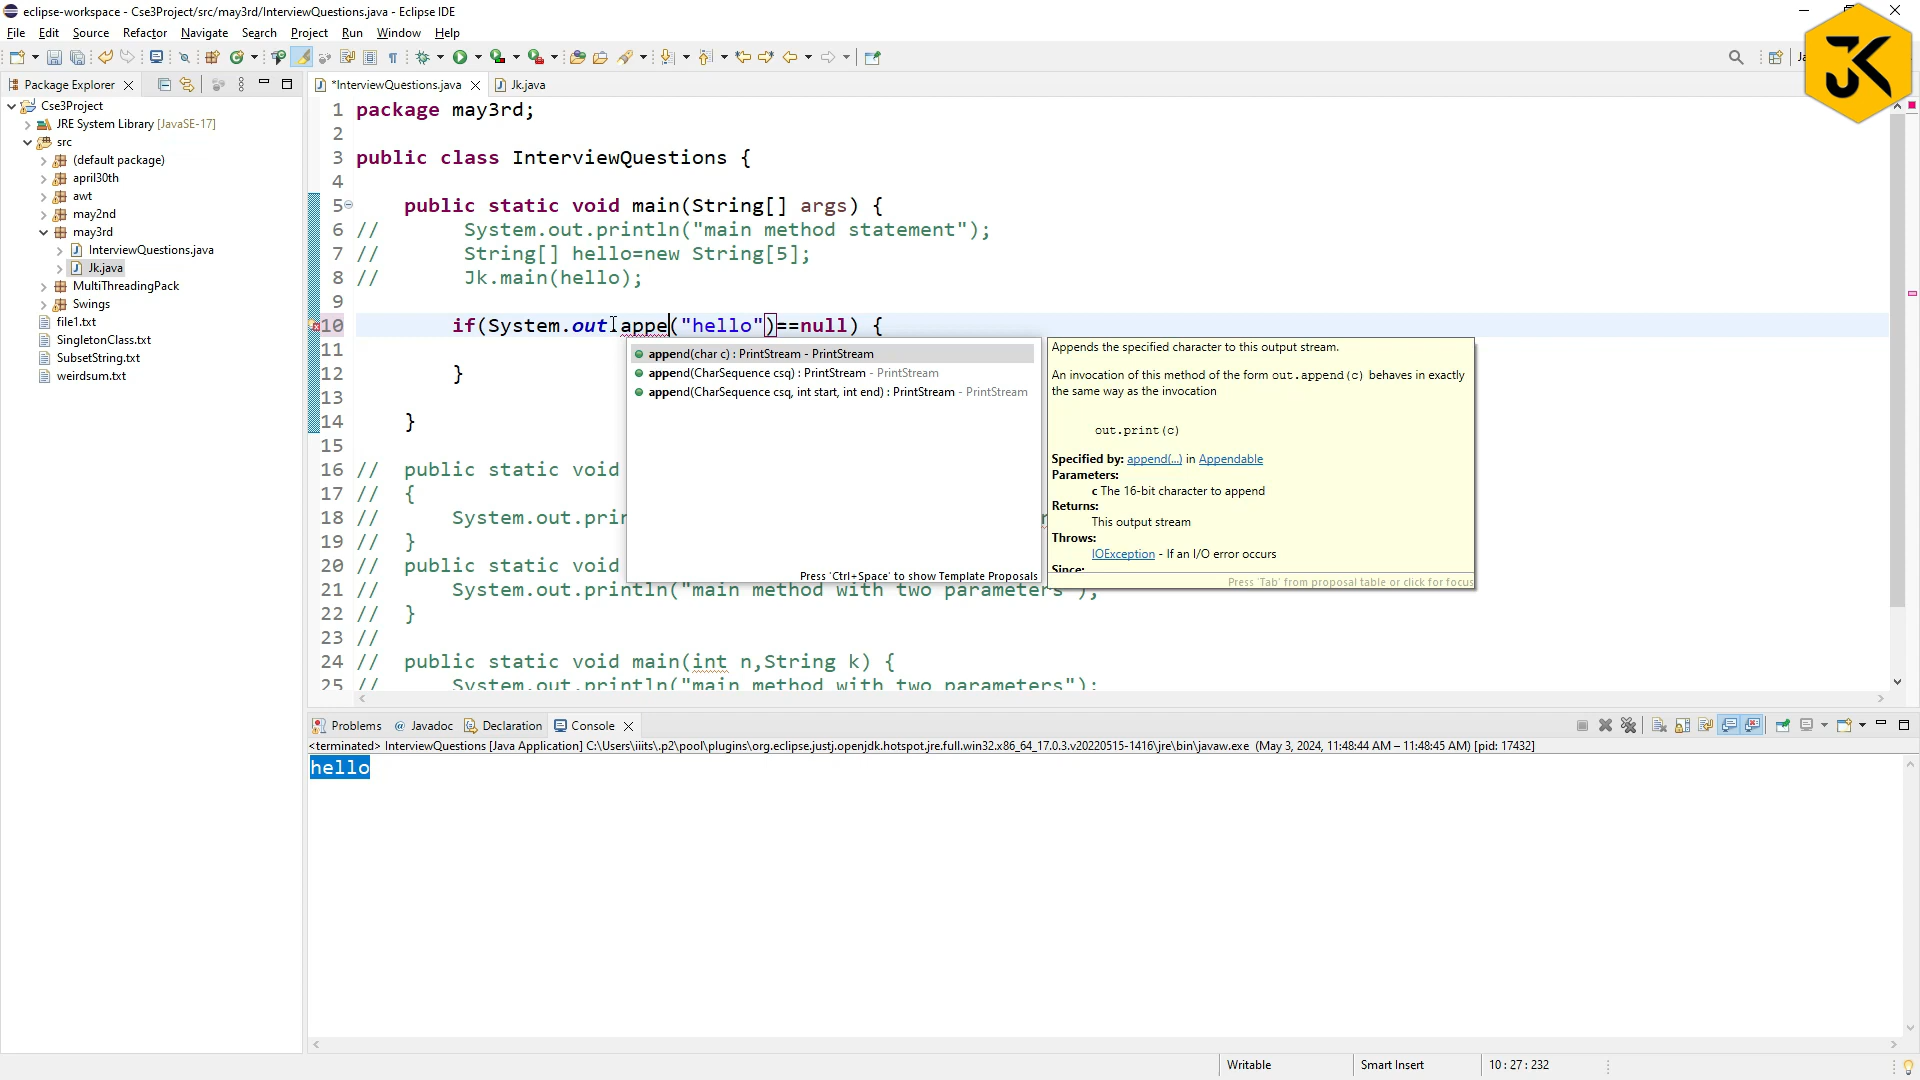 eclipse-workspace - Cse3Project/src/may3rd/InterviewQuestions.java - Eclipse IDE
File Edit Source Refactor Navigate Search Project Run Window Help
JK
Package Explorer
*InterviewQuestions.java Jk.java
Cse3Project
JRE System Library [JavaSE-17]
src
(default package)
april30th
awt
may2nd
may3rd
InterviewQuestions.java
Jk.java
MultiThreadingPack
Swings
file1.txt
SingletonClass.txt
SubsetString.txt
weirdsum.txt
1 package may3rd;
2
3 public class InterviewQuestions {
4
5 public static void main(String[] args) {
6 // System.out.println("main method statement");
7 // String[] hello=new String[5];
8 // Jk.main(hello);
9
10 if(System.out.appe("hello")==null) {
11
12 }
13
14 }
15
16 // public static void
17 // {
18 // System.out.prin
19 // }
20 // public static void
21 // System.out.println("main method with two parameters");
22 // }
23 //
24 // public static void main(int n,String k) {
25 // System.out.println("main method with two parameters");
append(char c) : PrintStream - PrintStream
append(CharSequence csq) : PrintStream - PrintStream
append(CharSequence csq, int start, int end) : PrintStream - PrintStream
Press 'Ctrl+Space' to show Template Proposals
Appends the specified character to this output stream.
An invocation of this method of the form out.append(c) behaves in exactly
the same way as the invocation
out.print(c)
Specified by: append(...) in Appendable
Parameters:
c The 16-bit character to append
Returns:
This output stream
Throws:
IOException - If an I/O error occurs
Since:
Press 'Tab' from proposal table or click for focus
Problems @ Javadoc Declaration Console
<terminated> InterviewQuestions [Java Application] C:\Users\iiits\.p2\pool\plugins\org.eclipse.justj.openjdk.hotspot.jre.full.win32.x86_64_17.0.3.v20220515-1416\jre\bin\javaw.exe (May 3, 2024, 11:48:44 AM – 11:48:45 AM) [pid: 17432]
hello
Writable Smart Insert 10 : 27 : 232